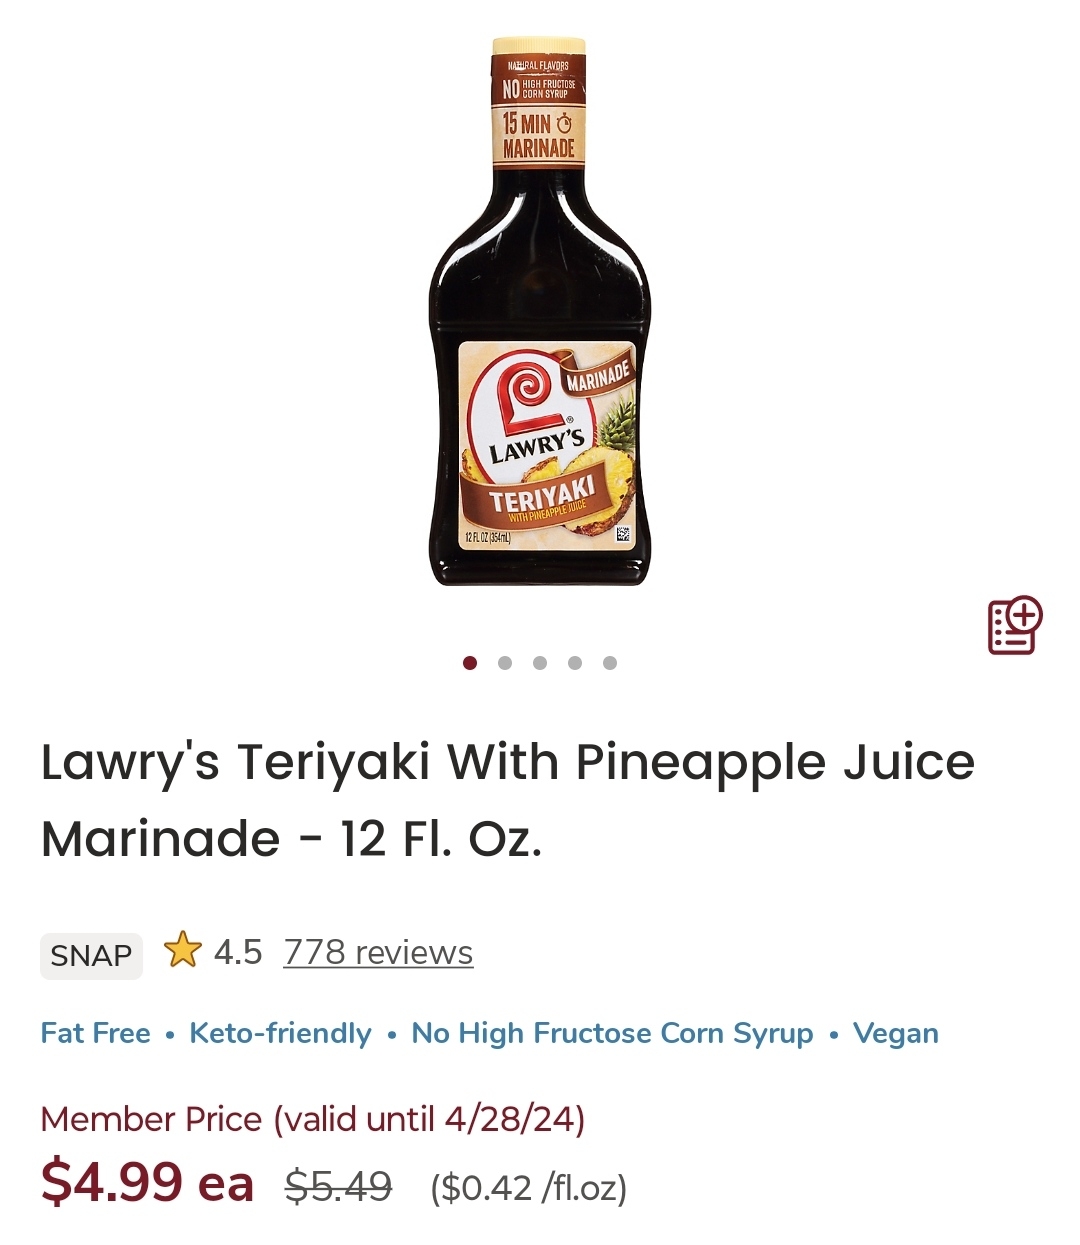 NATURAL FLAVORS
NO HIGH FRUCTOSE
CORN SYRUP
15 MIN
MARINADE
MARINADE
®
LAWRY'S
TERIYAKI
WITH PINEAPPLE JUICE
12 FL OZ (354mL)
Lawry's Teriyaki With Pineapple Juice
Marinade - 12 Fl. Oz.
SNAP 4.5 778 reviews
Fat Free • Keto-friendly • No High Fructose Corn Syrup • Vegan
Member Price (valid until 4/28/24)
$4.99 ea $5.49 ($0.42 /fl.oz)